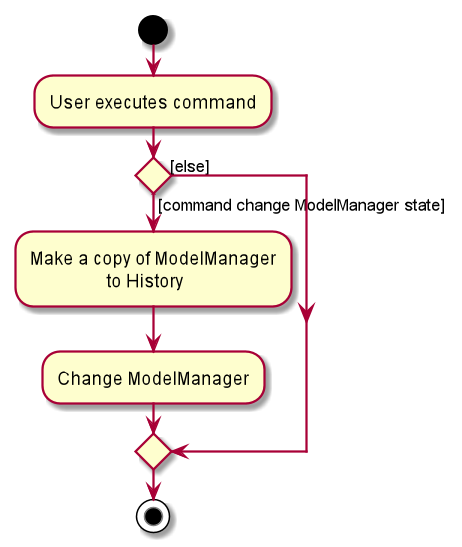 User executes command
[else]
[command change ModelManager state]
Make a copy of ModelManager
to History
Change ModelManager